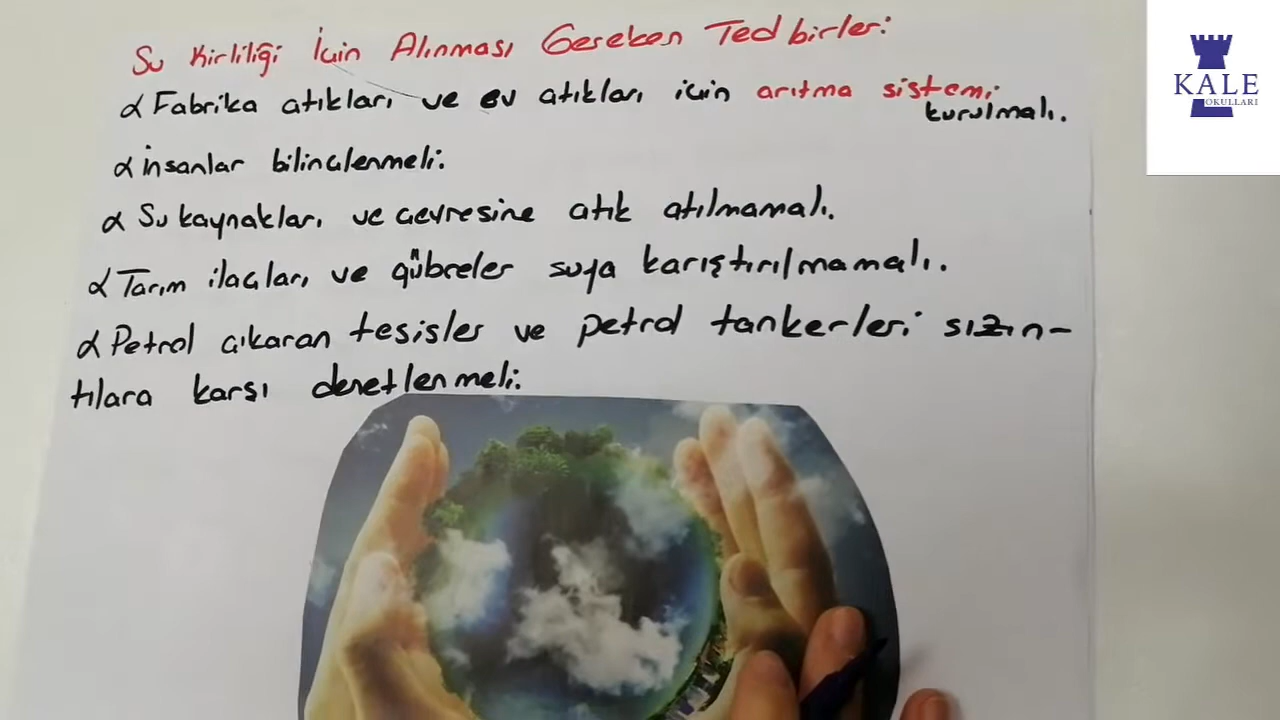 Su Kirliliği İçin Alınması Gereken Tedbirler:
α Fabrika atıkları ve ev atıkları için arıtma sistemi
kurulmalı.
α İnsanlar bilinçlenmeli.
α Su kaynakları ve çevresine atık atılmamalı.
α Tarım ilaçları ve gübreler suya karıştırılmamalı.
α Petrol çıkaran tesisler ve petrol tankerleri sızın-
tılara karşı denetlenmeli.
KALE
OKULLARI